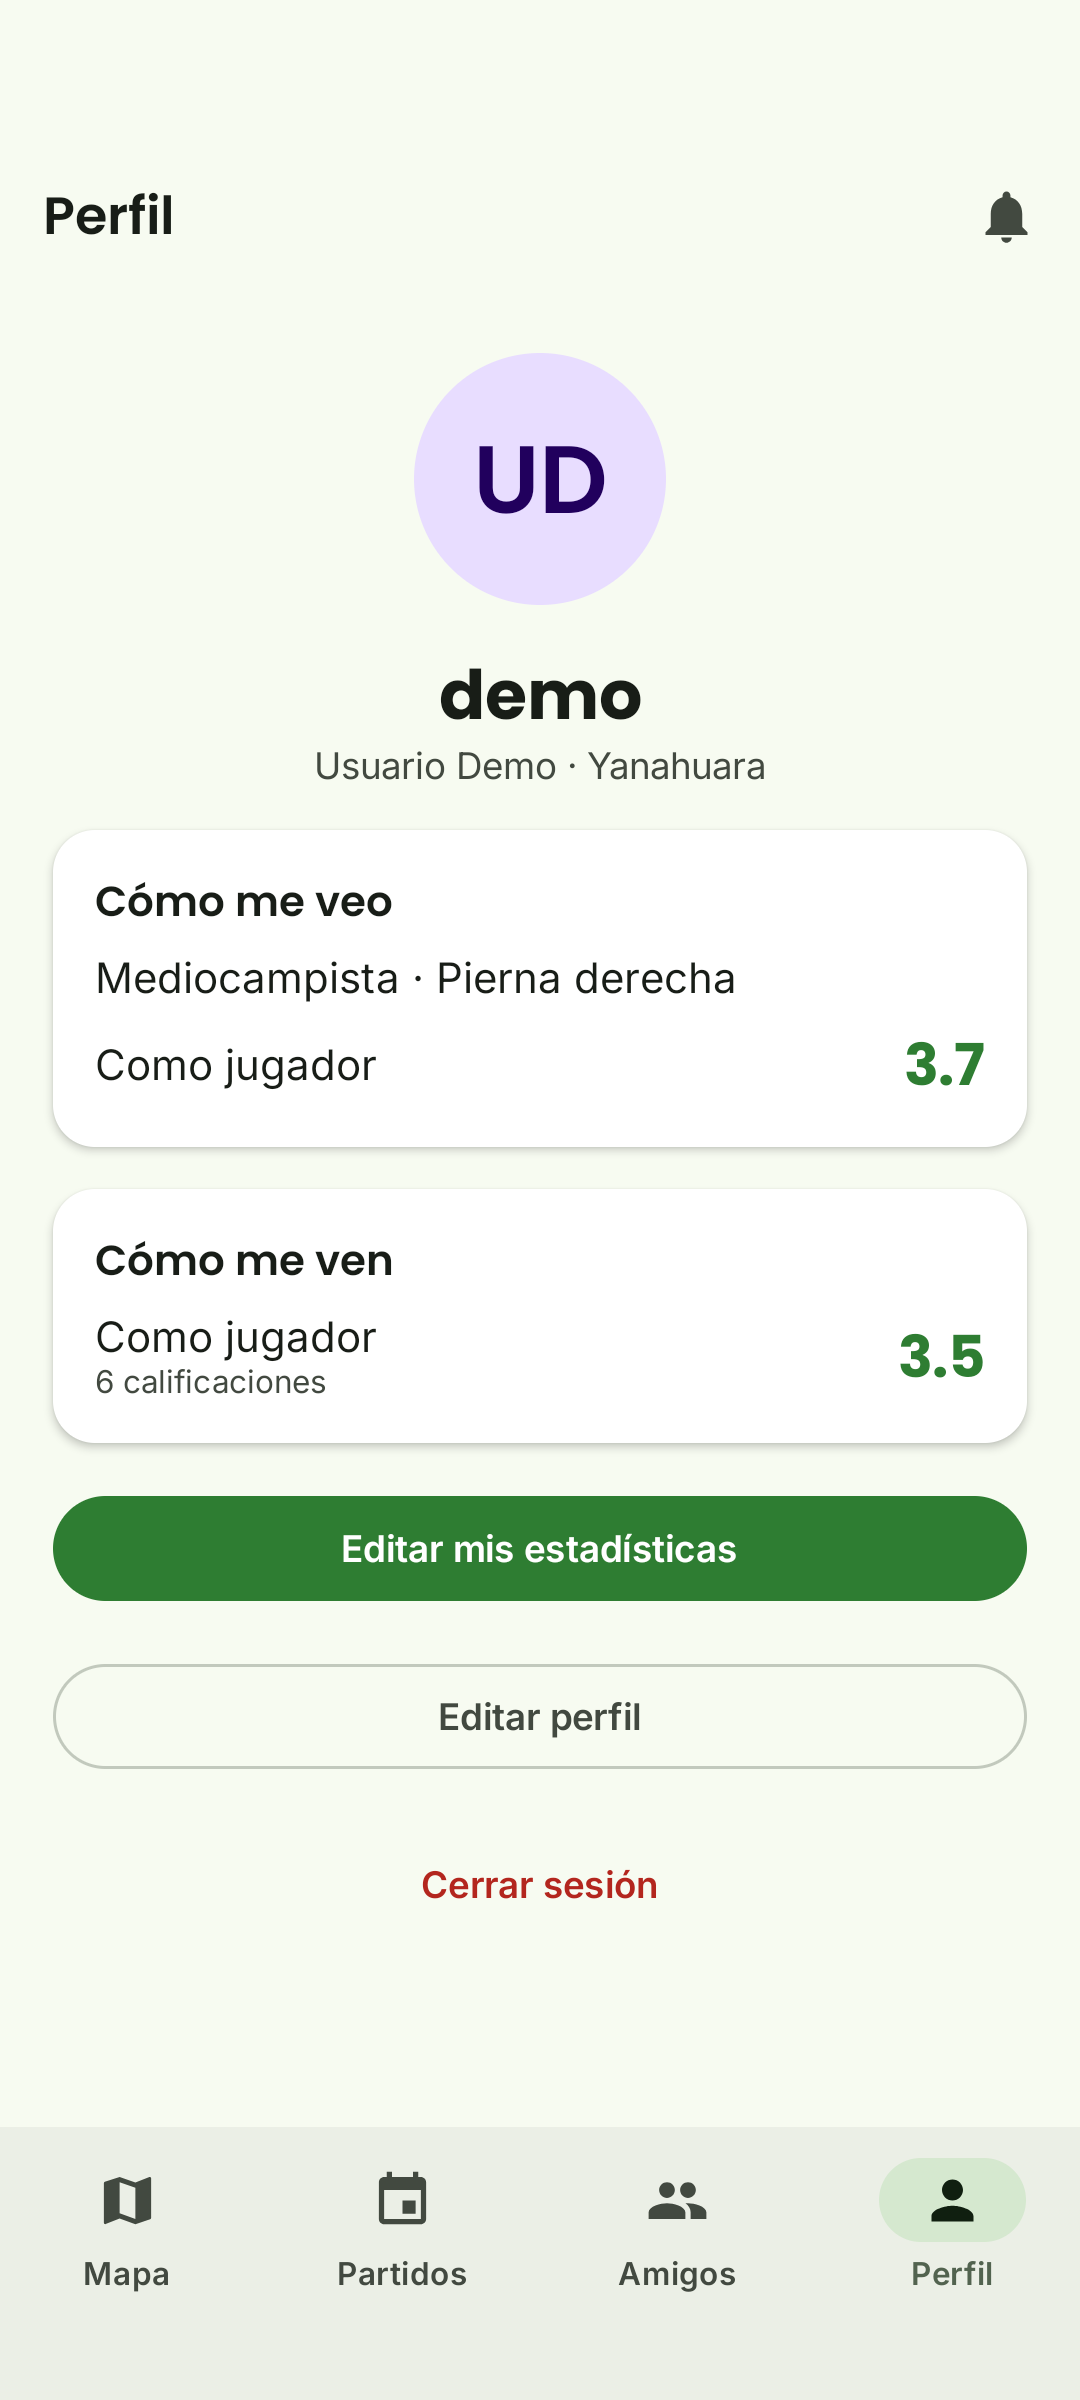 Perfil
UD
demo
Usuario Demo · Yanahuara
Cómo me veo
Mediocampista · Pierna derecha
Como jugador 3.7
Cómo me ven
Como jugador 3.5
6 calificaciones
Editar mis estadísticas
Editar perfil
Cerrar sesión
Mapa Partidos Amigos Perfil